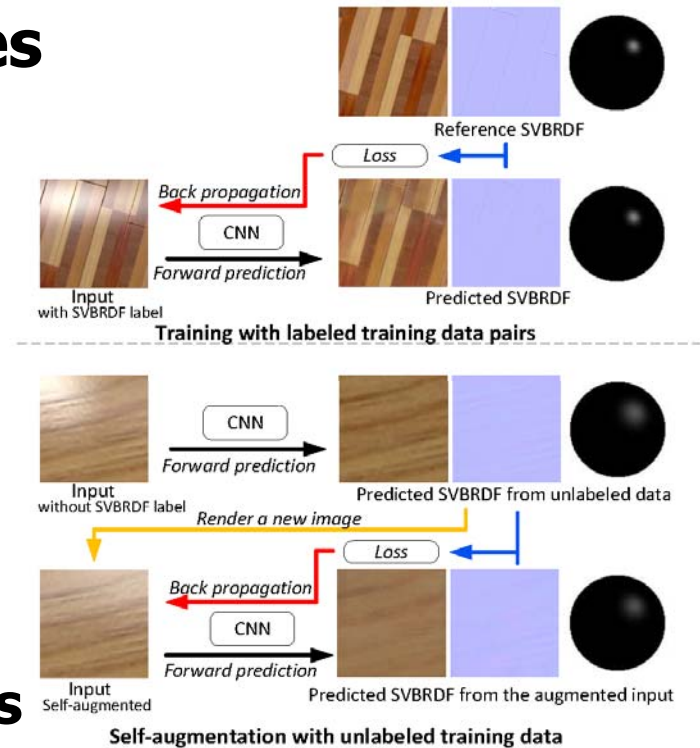 es
Reference SVBRDF
Loss
Back propagation
CNN
Forward prediction
Input
with SVBRDF label
Predicted SVBRDF
Training with labeled training data pairs
CNN
Forward prediction
Input
without SVBRDF label
Predicted SVBRDF from unlabeled data
Render a new image
Loss
Back propagation
CNN
Forward prediction
Input
Self-augmented
Predicted SVBRDF from the augmented input
s
Self-augmentation with unlabeled training data